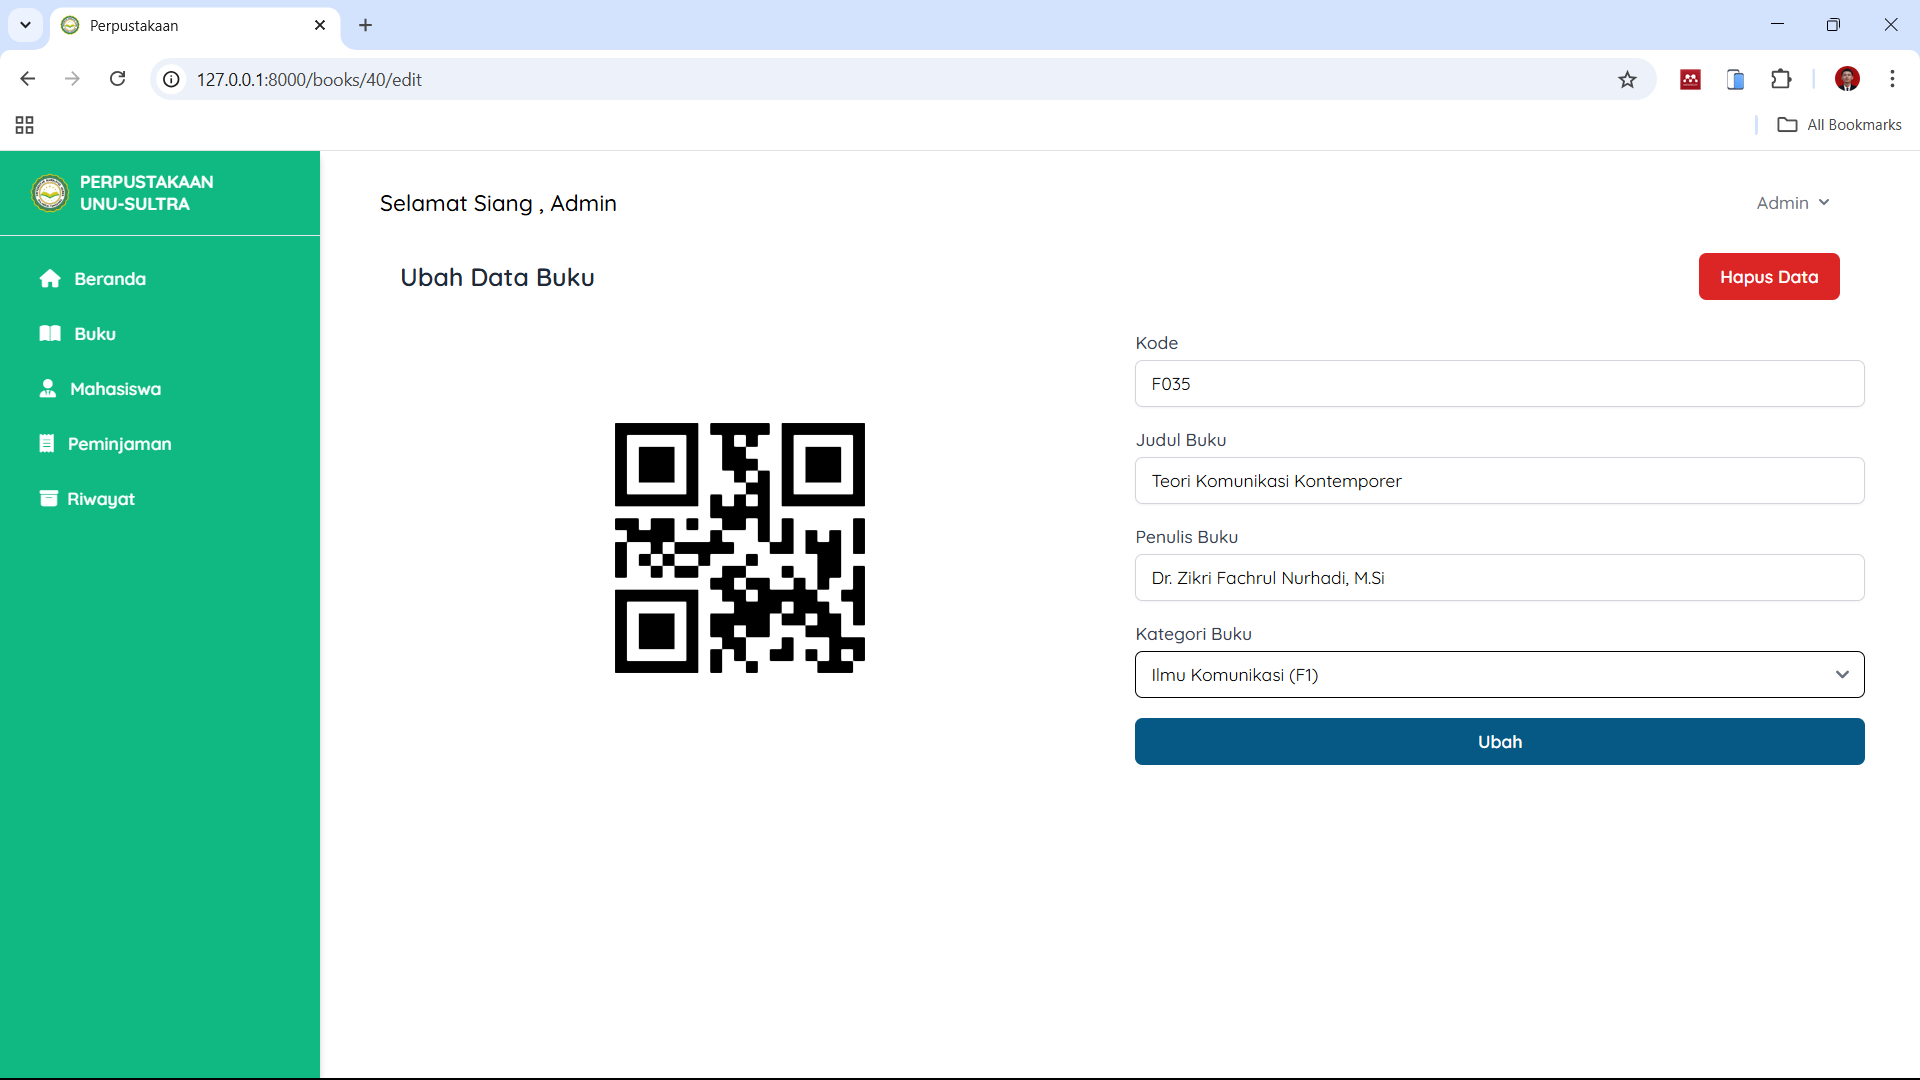 Perpustakaan
127.0.0.1:8000/books/40/edit
All Bookmarks
PERPUSTAKAAN
UNU-SULTRA
Beranda
Buku
Mahasiswa
Peminjaman
Riwayat
Selamat Siang , Admin
Admin
Ubah Data Buku
Hapus Data
Kode
F035
Judul Buku
Teori Komunikasi Kontemporer
Penulis Buku
Dr. Zikri Fachrul Nurhadi, M.Si
Kategori Buku
Ilmu Komunikasi (F1)
Ubah